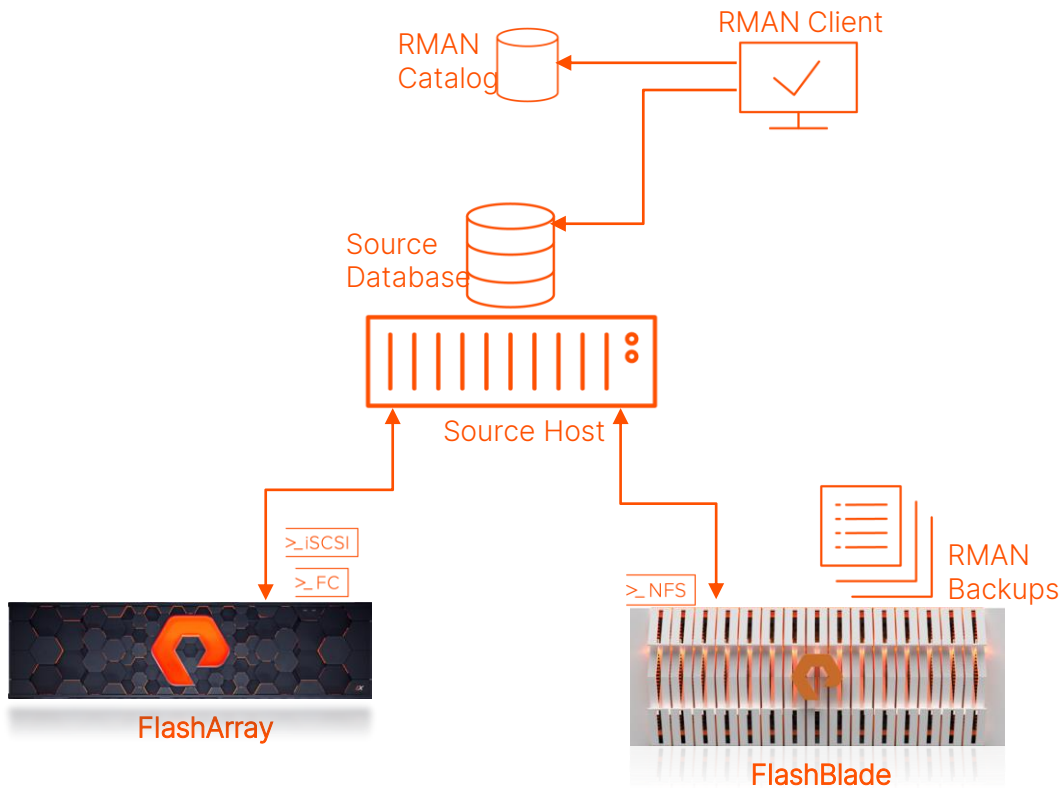 RMAN Client
RMAN
Catalog
Source
Database
Source Host
>_iSCSI
>_FC
>_NFS
RMAN
Backups
FlashArray
FlashBlade